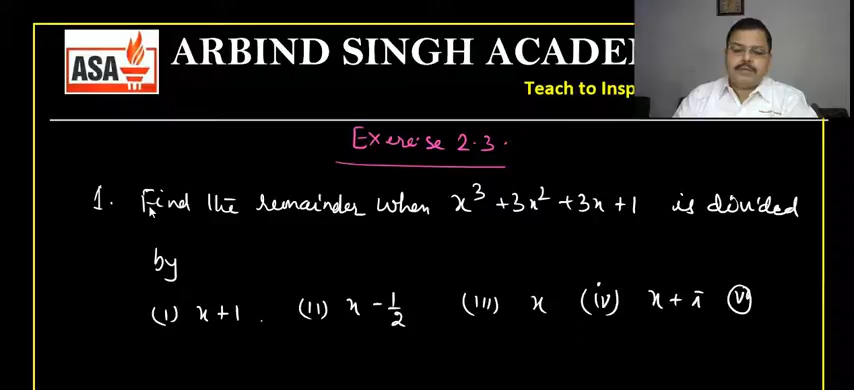 ASA
ARBIND SINGH ACADE
Teach to Insp
Exercise 2.3.
1. Find the remainder when x³ + 3x² + 3x + 1 is divided
by
(i) x + 1. (ii) x - 1/2 (iii) x (iv) x + π (v)